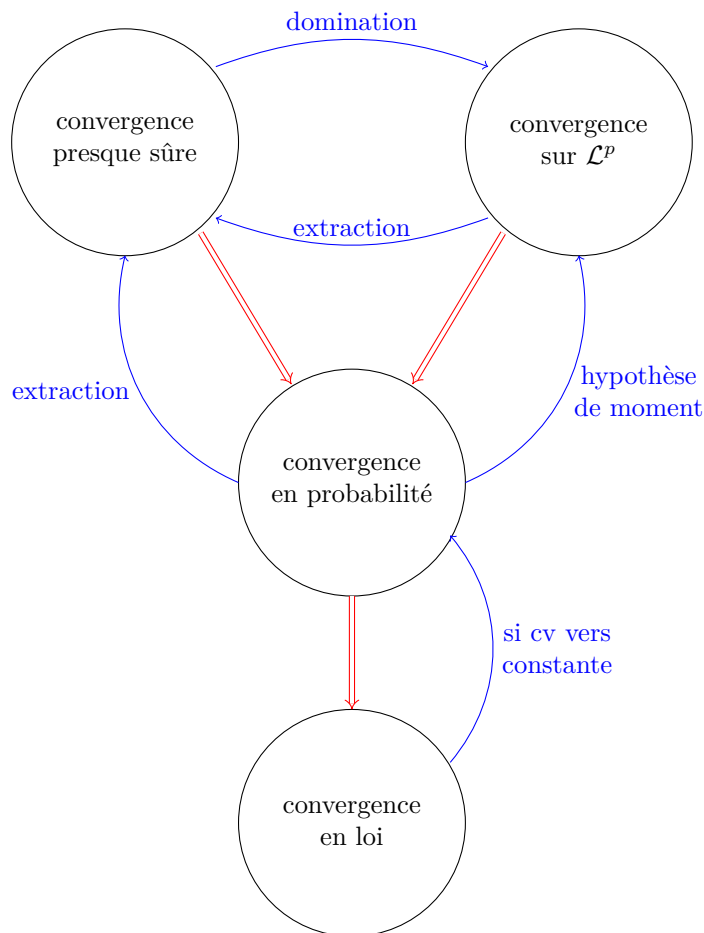 domination
convergence
presque sûre
convergence
sur 𝓛ᵖ
extraction
extraction
hypothèse
de moment
convergence
en probabilité
si cv vers
constante
convergence
en loi